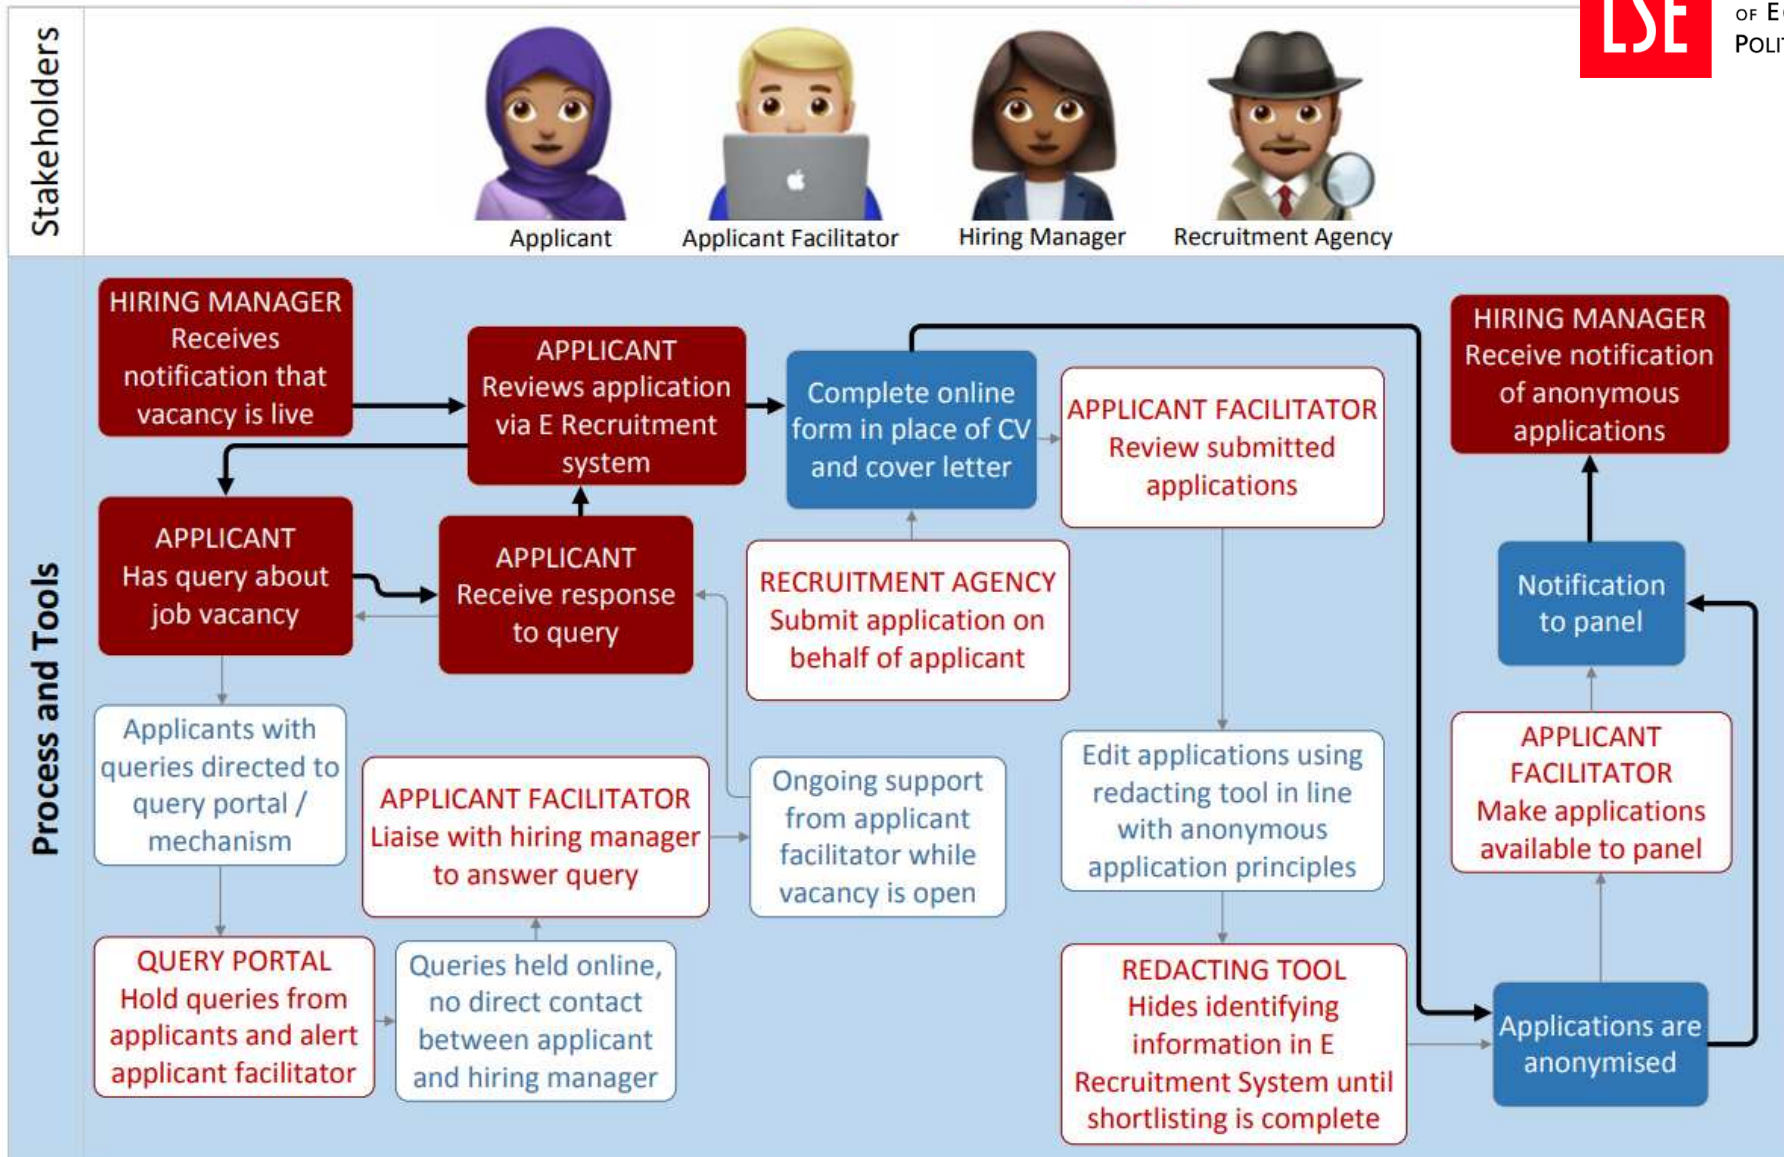 LSE
OF E
POLIT
Stakeholders
Applicant
Applicant Facilitator
Hiring Manager
Recruitment Agency
Process and Tools
HIRING MANAGER
Receives
notification that
vacancy is live
APPLICANT
Reviews application
via E Recruitment
system
Complete online
form in place of CV
and cover letter
APPLICANT FACILITATOR
Review submitted
applications
HIRING MANAGER
Receive notification
of anonymous
applications
APPLICANT
Has query about
job vacancy
APPLICANT
Receive response
to query
RECRUITMENT AGENCY
Submit application on
behalf of applicant
Notification
to panel
Applicants with
queries directed to
query portal /
mechanism
APPLICANT FACILITATOR
Liaise with hiring manager
to answer query
Ongoing support
from applicant
facilitator while
vacancy is open
Edit applications using
redacting tool in line
with anonymous
application principles
APPLICANT
FACILITATOR
Make applications
available to panel
QUERY PORTAL
Hold queries from
applicants and alert
applicant facilitator
Queries held online,
no direct contact
between applicant
and hiring manager
REDACTING TOOL
Hides identifying
information in E
Recruitment System until
shortlisting is complete
Applications are
anonymised